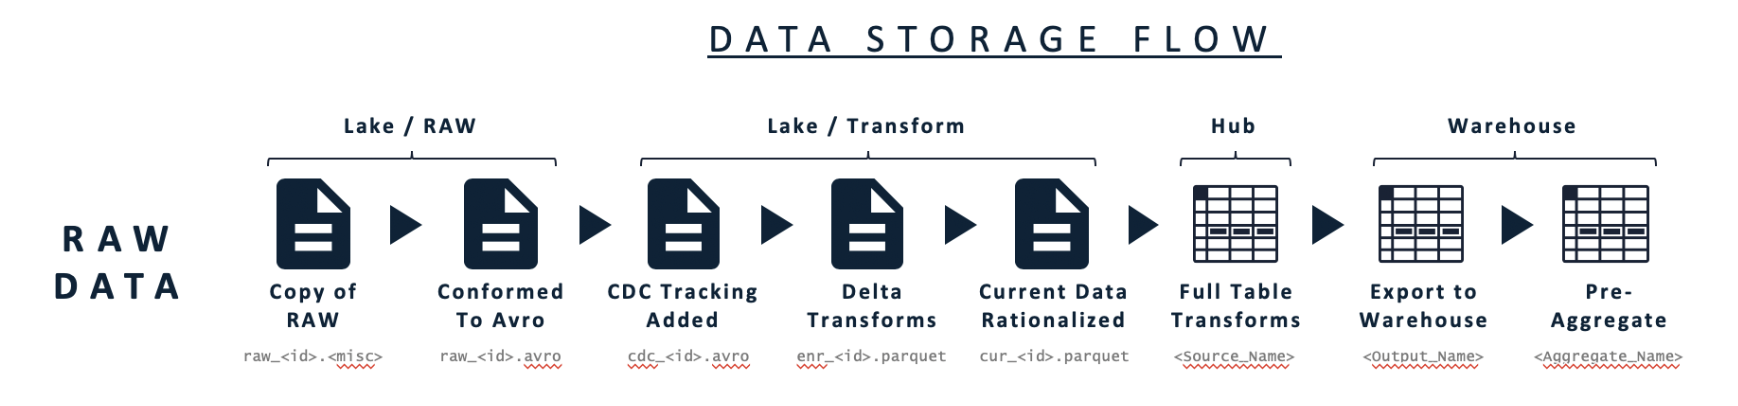 DATA STORAGE FLOW
Lake / RAW
Lake / Transform
Hub
Warehouse
RAW
DATA
Copy of
RAW
raw_<id>.<misc>
Conformed
To Avro
raw_<id>.avro
CDC Tracking
Added
cdc_<id>.avro
Delta
Transforms
enr_<id>.parquet
Current Data
Rationalized
cur_<id>.parquet
Full Table
Transforms
<Source_Name>
Export to
Warehouse
<Output_Name>
Pre-
Aggregate
<Aggregate_Name>